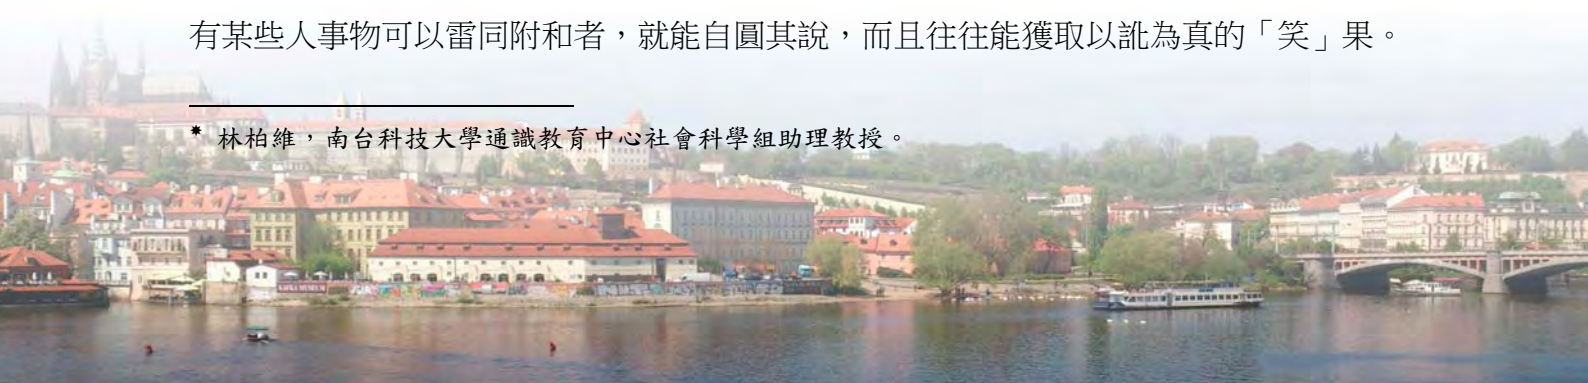 有某些人事物可以雷同附和者，就能自圓其說，而且往往能獲取以訛為真的「笑」果。
* 林柏維，南台科技大學通識教育中心社會科學組助理教授。
KAFKA MUSEUM